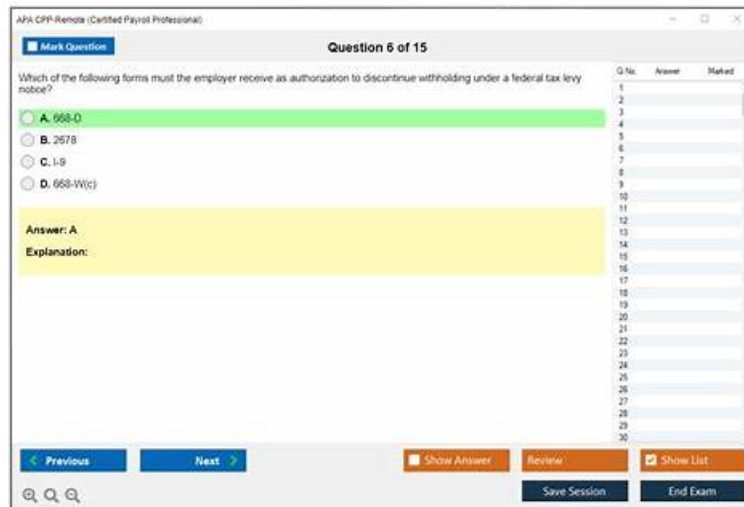 APA CPP-Remote (Certified Payroll Professional)
Mark Question
Question 6 of 15
Q No. Answer Marked
Which of the following forms must the employer receive as authorization to discontinue withholding under a federal tax levy
notice?
A. 668-D
B. 2678
C. I-9
D. 668-W(c)
Answer: A
Explanation:
1
2
3
4
5
6
7
8
9
10
11
12
13
14
15
16
17
18
19
20
21
22
23
24
25
26
27
28
29
30
Previous
Next
Show Answer
Review
Show List
Save Session
End Exam